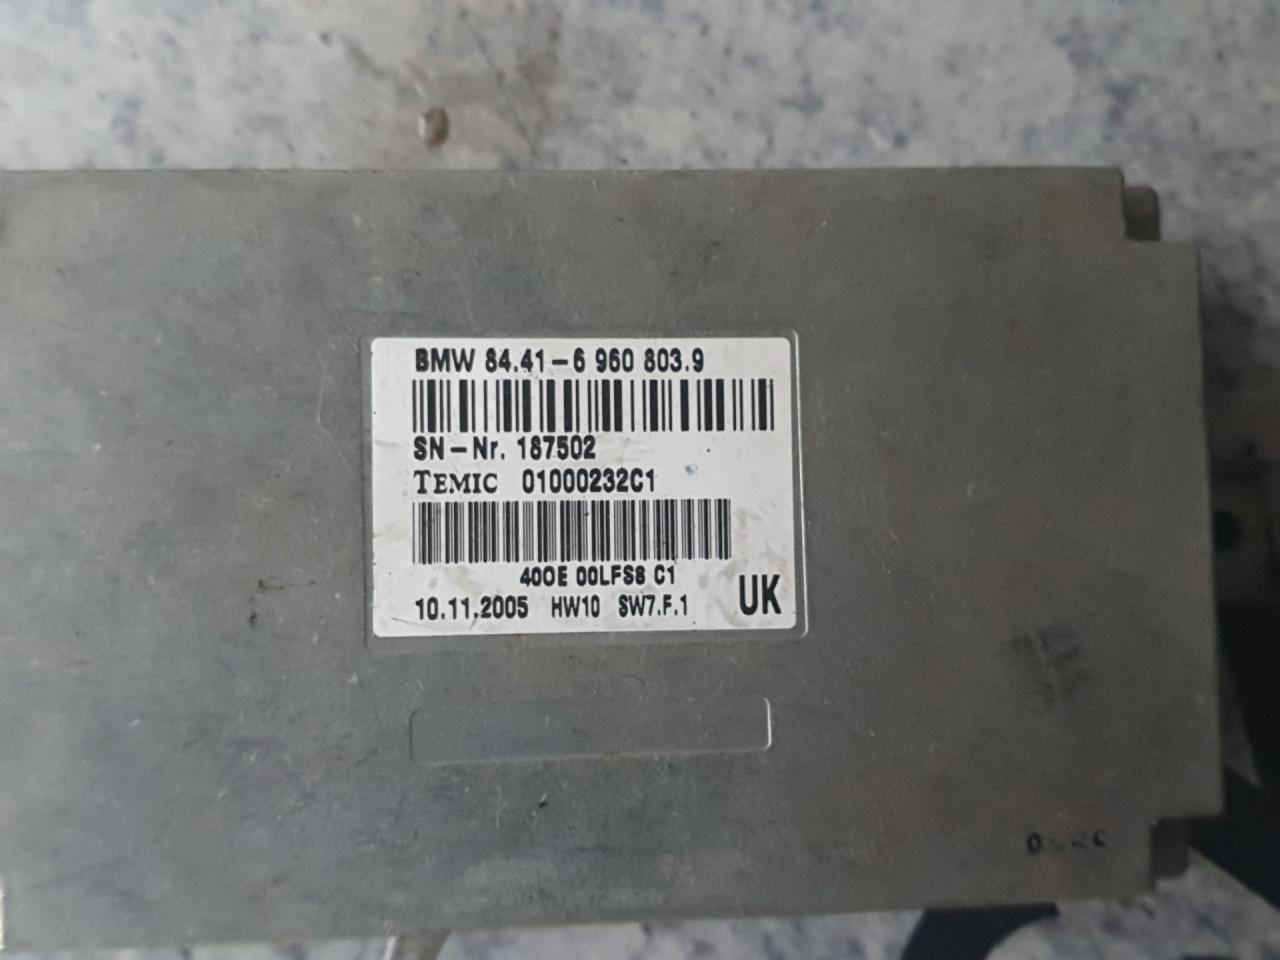 BMW 84.41-6 960 803.9
SN-Nr. 187502
TEMIC 01000232C1
400E 00LFS8 C1
10.11.2005 HW10 SW7.F.1 UK